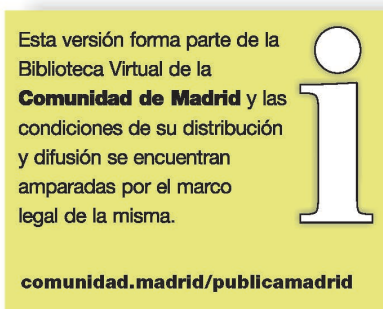 Esta versión forma parte de la
Biblioteca Virtual de la
Comunidad de Madrid y las
condiciones de su distribución
y difusión se encuentran
amparadas por el marco
legal de la misma.
i
comunidad.madrid/publicamadrid